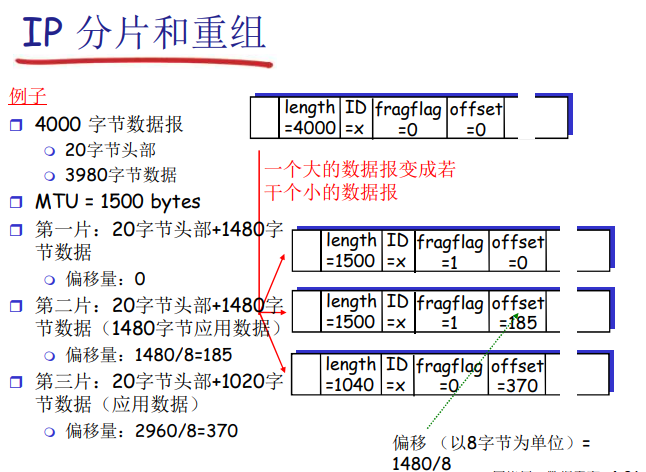 IP 分片和重组
例子
4000 字节数据报
20字节头部
3980字节数据
MTU = 1500 bytes
第一片：20字节头部+1480字
节数据
偏移量：0
第二片：20字节头部+1480字
节数据（1480字节应用数据）
偏移量：1480/8=185
第三片：20字节头部+1020字
节数据（应用数据）
偏移量：2960/8=370
length ID fragflag offset
=4000 =x =0 =0
一个大的数据报变成若
干个小的数据报
length ID fragflag offset
=1500 =x =1 =0
length ID fragflag offset
=1500 =x =1 =185
length ID fragflag offset
=1040 =x =0 =370
偏移（以8字节为单位）=
1480/8